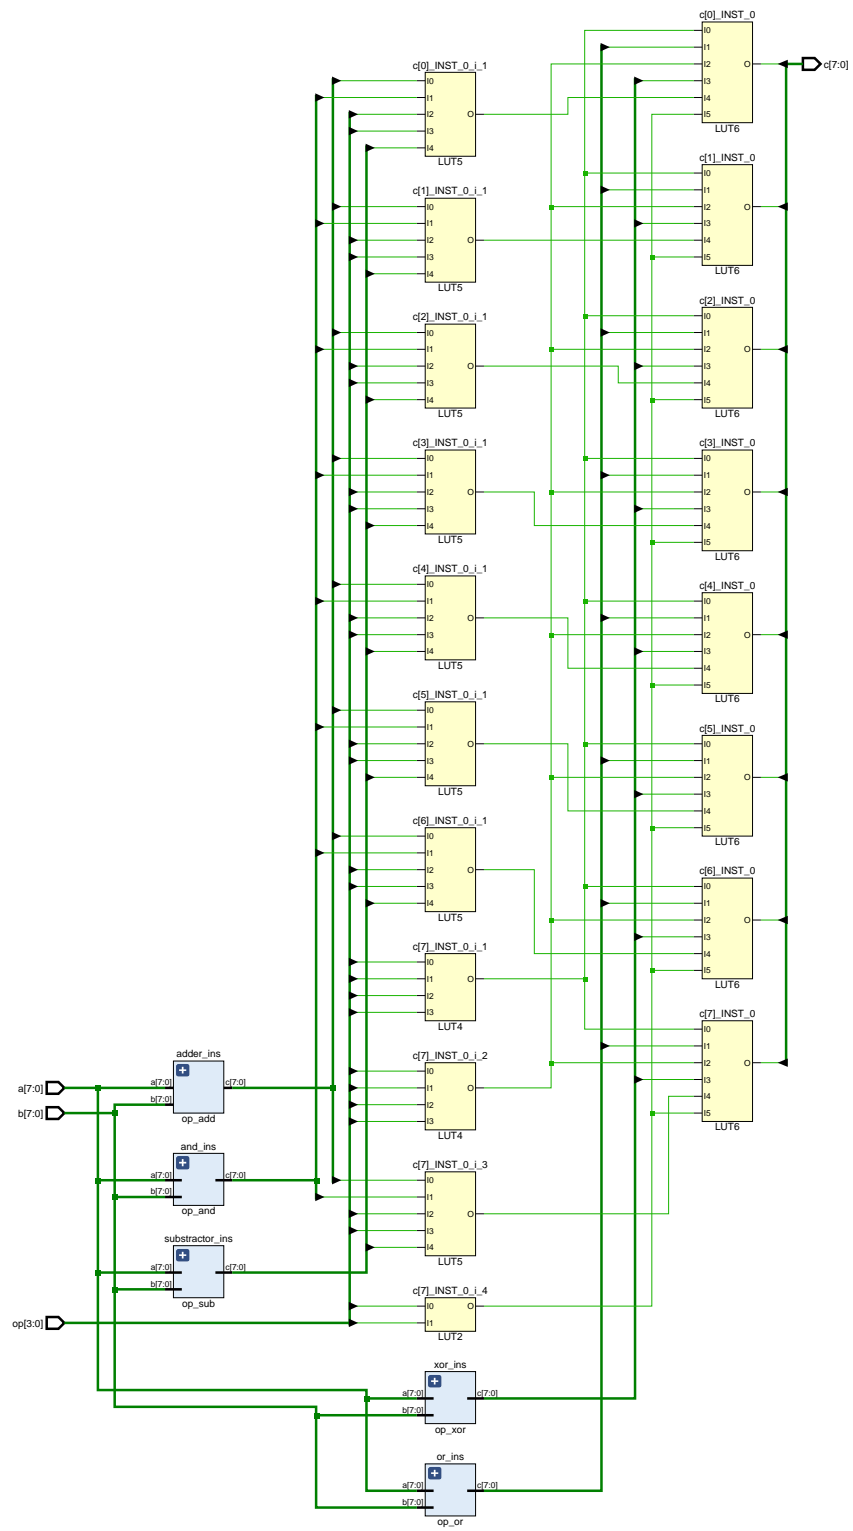 c[0]_INST_0_i_1
I0
I1
I2
I3
I4
O
LUT5
c[1]_INST_0_i_1
I0
I1
I2
I3
I4
O
LUT5
c[2]_INST_0_i_1
I0
I1
I2
I3
I4
O
LUT5
c[3]_INST_0_i_1
I0
I1
I2
I3
I4
O
LUT5
c[4]_INST_0_i_1
I0
I1
I2
I3
I4
O
LUT5
c[5]_INST_0_i_1
I0
I1
I2
I3
I4
O
LUT5
c[6]_INST_0_i_1
I0
I1
I2
I3
I4
O
LUT5
c[7]_INST_0_i_1
I0
I1
I2
I3
O
LUT4
c[7]_INST_0_i_2
I0
I1
I2
I3
O
LUT4
c[7]_INST_0_i_3
I0
I1
I2
I3
I4
O
LUT5
c[7]_INST_0_i_4
I0
I1
O
LUT2
c[0]_INST_0
I0
I1
I2
I3
I4
I5
O
LUT6
c[7:0]
c[1]_INST_0
I0
I1
I2
I3
I4
I5
O
LUT6
c[2]_INST_0
I0
I1
I2
I3
I4
I5
O
LUT6
c[3]_INST_0
I0
I1
I2
I3
I4
I5
O
LUT6
c[4]_INST_0
I0
I1
I2
I3
I4
I5
O
LUT6
c[5]_INST_0
I0
I1
I2
I3
I4
I5
O
LUT6
c[6]_INST_0
I0
I1
I2
I3
I4
I5
O
LUT6
c[7]_INST_0
I0
I1
I2
I3
I4
I5
O
LUT6
a[7:0]
b[7:0]
op[3:0]
adder_ins
a[7:0]
b[7:0]
c[7:0]
op_add
and_ins
a[7:0]
b[7:0]
c[7:0]
op_and
substractor_ins
a[7:0]
b[7:0]
c[7:0]
op_sub
xor_ins
a[7:0]
b[7:0]
c[7:0]
op_xor
or_ins
a[7:0]
b[7:0]
c[7:0]
op_or